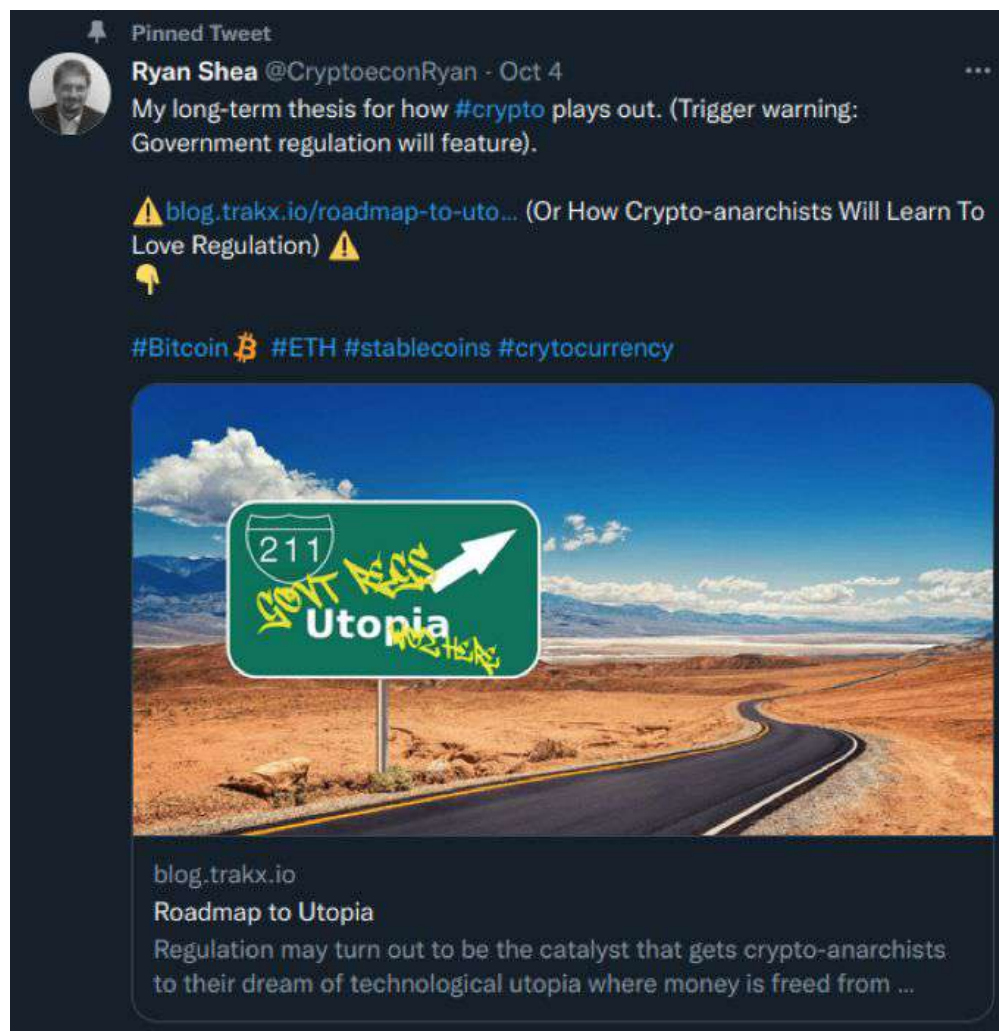 Pinned Tweet
Ryan Shea @CryptoeconRyan · Oct 4
My long-term thesis for how #crypto plays out. (Trigger warning:
Government regulation will feature).
⚠️blog.trakx.io/roadmap-to-uto... (Or How Crypto-anarchists Will Learn To
Love Regulation) ⚠️
👇
#Bitcoin #ETH #stablecoins #crytocurrency
211
GOVT REGS
Utopia
WOZ HERE
blog.trakx.io
Roadmap to Utopia
Regulation may turn out to be the catalyst that gets crypto-anarchists
to their dream of technological utopia where money is freed from ...